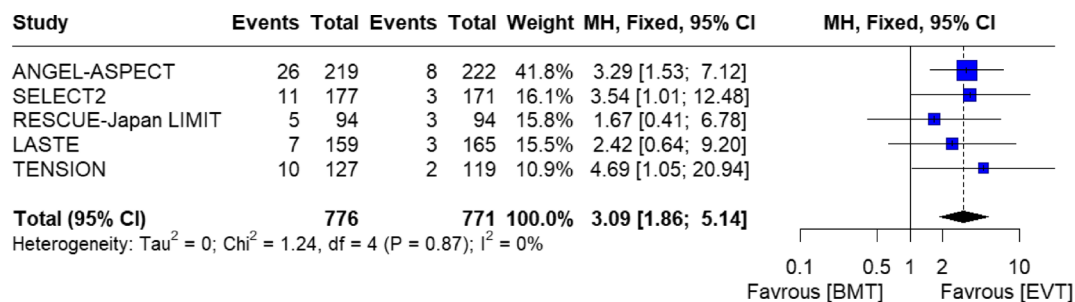 Study Events Total Events Total Weight MH, Fixed, 95% CI MH, Fixed, 95% CI
ANGEL-ASPECT 26 219 8 222 41.8% 3.29 [1.53; 7.12]
SELECT2 11 177 3 171 16.1% 3.54 [1.01; 12.48]
RESCUE-Japan LIMIT 5 94 3 94 15.8% 1.67 [0.41; 6.78]
LASTE 7 159 3 165 15.5% 2.42 [0.64; 9.20]
TENSION 10 127 2 119 10.9% 4.69 [1.05; 20.94]
Total (95% CI) 776 771 100.0% 3.09 [1.86; 5.14]
Heterogeneity: Tau² = 0; Chi² = 1.24, df = 4 (P = 0.87); I² = 0%
0.1 0.5 1 2 10
Favrous [BMT] Favrous [EVT]